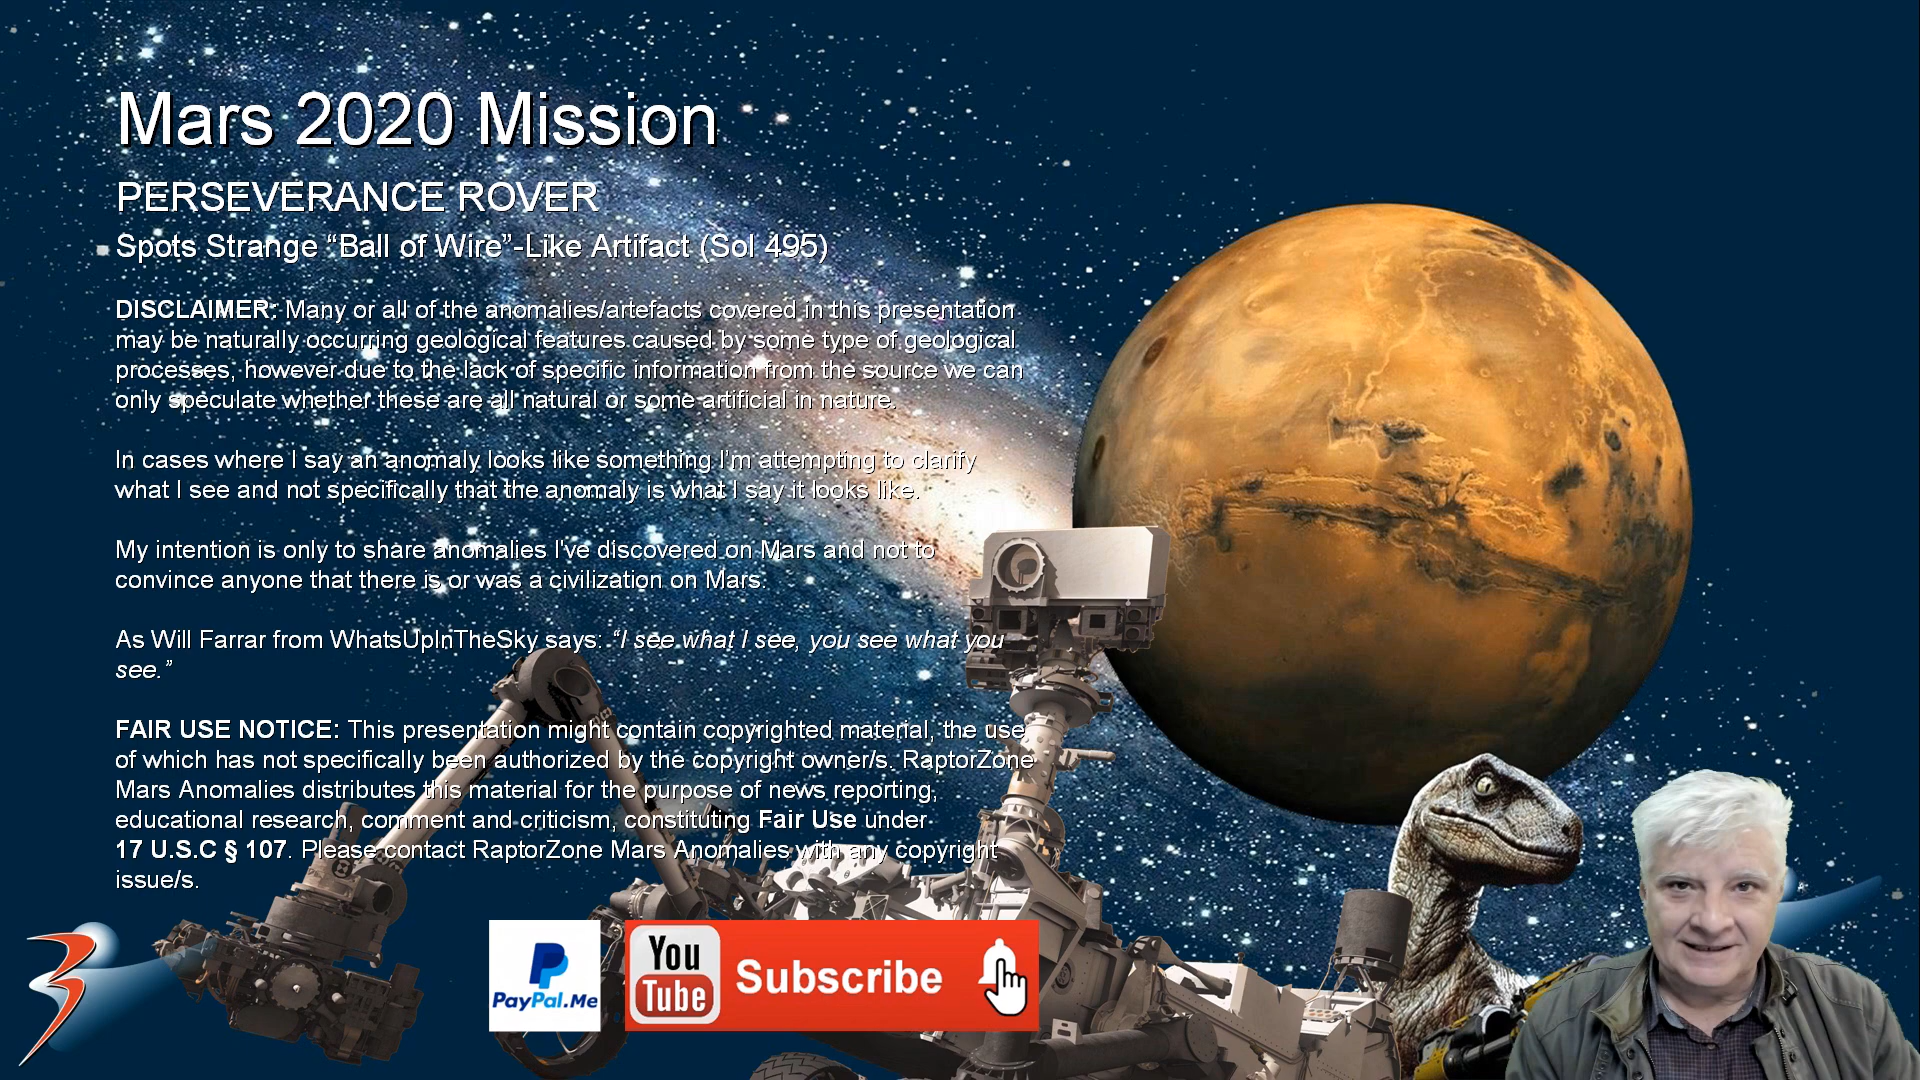 Mars 2020 Mission
PERSEVERANCE ROVER
Spots Strange “Ball of Wire”-Like Artifact (Sol 495)
DISCLAIMER: Many or all of the anomalies/artefacts covered in this presentation
may be naturally occurring geological features caused by some type of geological
processes, however due to the lack of specific information from the source we can
only speculate whether these are all natural or some artificial in nature.
In cases where I say an anomaly looks like something I'm attempting to clarify
what I see and not specifically that the anomaly is what I say it looks like.
My intention is only to share anomalies I've discovered on Mars and not to
convince anyone that there is or was a civilization on Mars.
As Will Farrar from WhatsUpInTheSky says: “I see what I see, you see what you
see.”
FAIR USE NOTICE: This presentation might contain copyrighted material, the use
of which has not specifically been authorized by the copyright owner/s. RaptorZone
Mars Anomalies distributes this material for the purpose of news reporting,
educational research, comment and criticism, constituting Fair Use under
17 U.S.C § 107. Please contact RaptorZone Mars Anomalies with any copyright
issue/s.
PayPal.Me
You
Tube
Subscribe